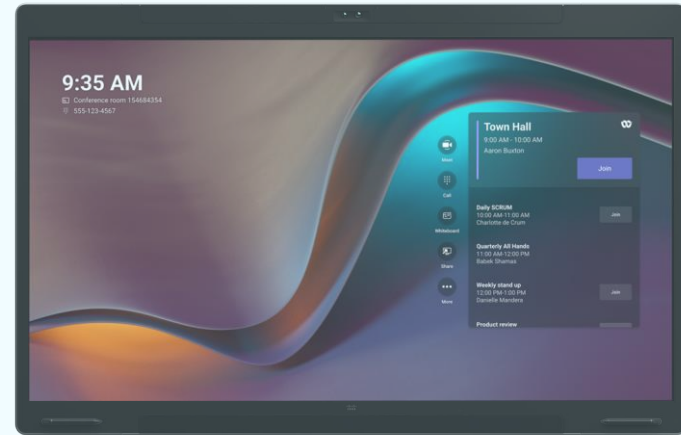 9:35 AM
Conference room 154684354
555-123-4567
Town Hall
9:00 AM - 10:00 AM
Aaron Buxton
Join
Meet
Call
Whiteboard
Share
More
Daily SCRUM
10:00 AM-11:00 AM
Charlotte de Crum
Join
Quarterly All Hands
11:00 AM-12:00 PM
Babek Shamas
Weekly stand up
12:00 PM-1:00 PM
Danielle Mandera
Join
Product review